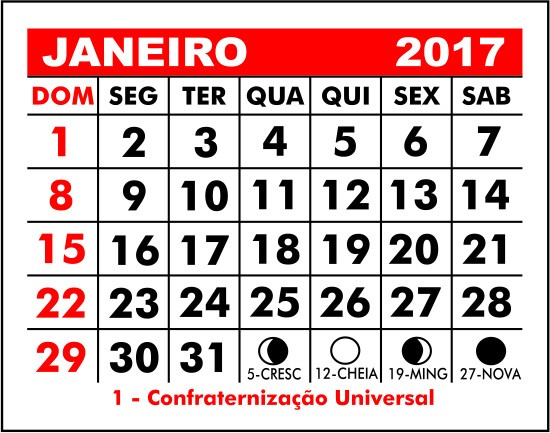 JANEIRO 2017
DOM SEG TER QUA QUI SEX SAB
1 2 3 4 5 6 7
8 9 10 11 12 13 14
15 16 17 18 19 20 21
22 23 24 25 26 27 28
29 30 31 5-CRESC 12-CHEIA 19-MING 27-NOVA
1 - Confraternização Universal